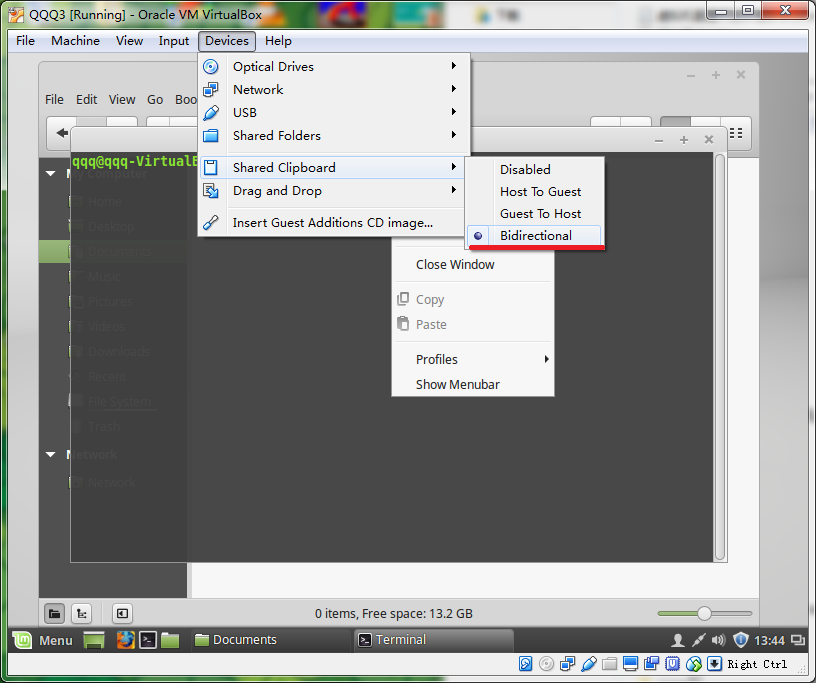 QQQ3 [Running] - Oracle VM VirtualBox
File Machine View Input Devices Help
Optical Drives
Network
USB
Shared Folders
Shared Clipboard
Drag and Drop
Insert Guest Additions CD image...
Disabled
Host To Guest
Guest To Host
Bidirectional
File Edit View Go Boo
qqq@qqq-VirtualB
My Computer
Home
Desktop
Documents
Music
Pictures
Videos
Downloads
Recent
File System
Trash
Network
Network
Close Window
Copy
Paste
Profiles
Show Menubar
0 items, Free space: 13.2 GB
Menu Documents Terminal 13:44
Right Ctrl